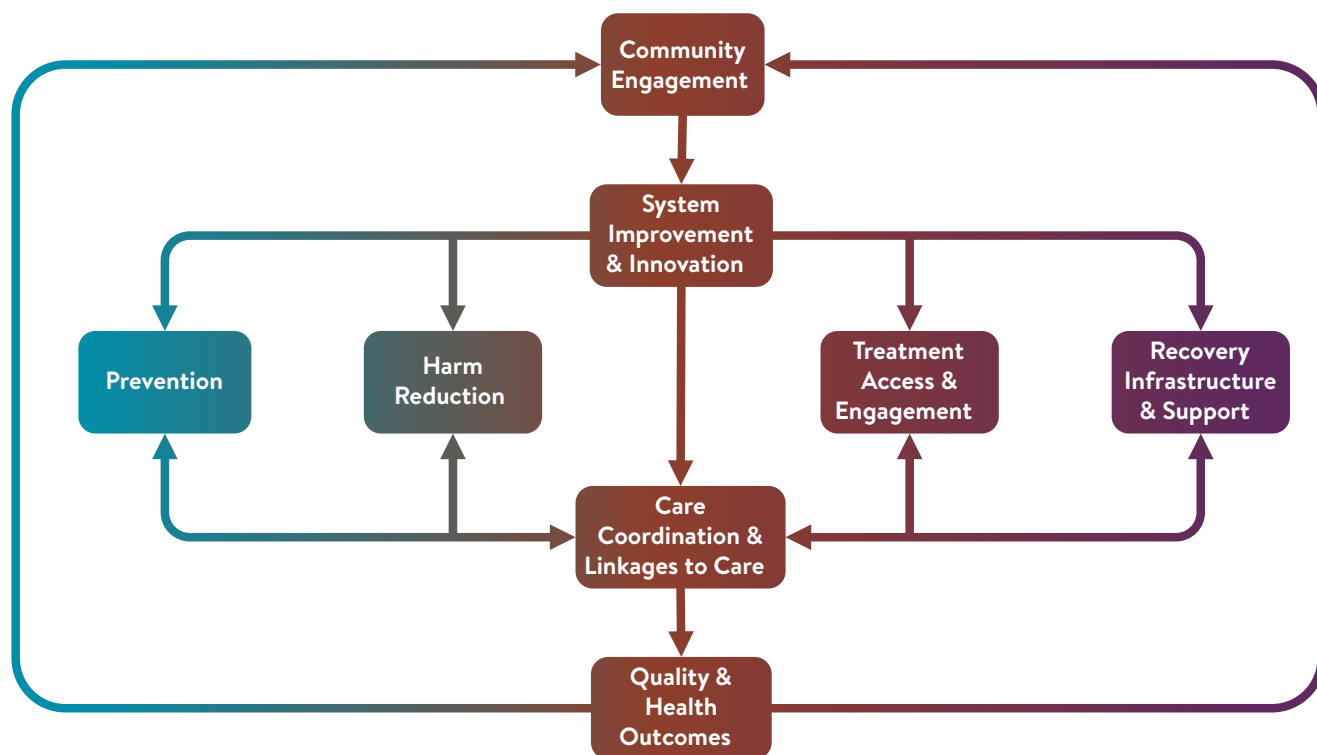 Community
Engagement
System
Improvement
& Innovation
Prevention
Harm
Reduction
Treatment
Access &
Engagement
Recovery
Infrastructure
& Support
Care
Coordination &
Linkages to Care
Quality &
Health
Outcomes